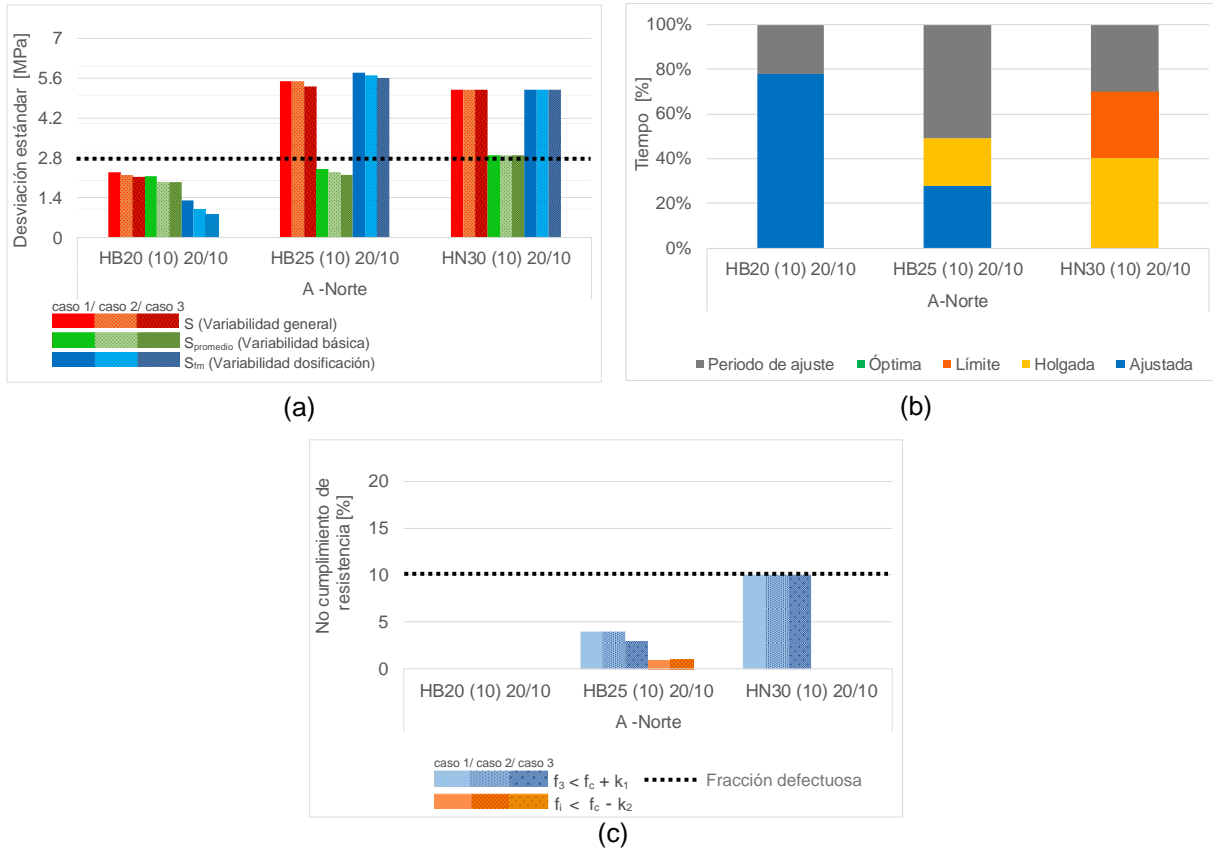 Desviación estándar [MPa]
7
5.6
4.2
2.8
1.4
0
HB20 (10) 20/10
HB25 (10) 20/10
HN30 (10) 20/10
A -Norte
caso 1/ caso 2/ caso 3
S (Variabilidad general)
Spromedio (Variabilidad básica)
Sfm (Variabilidad dosificación)
(a)
Tiempo [%]
100%
80%
60%
40%
20%
0%
HB20 (10) 20/10
HB25 (10) 20/10
HN30 (10) 20/10
A-Norte
Periodo de ajuste
Óptima
Límite
Holgada
Ajustada
(b)
No cumplimiento de
resistencia [%]
20
15
10
5
0
HB20 (10) 20/10
HB25 (10) 20/10
HN30 (10) 20/10
A -Norte
caso 1/ caso 2/ caso 3
f3 < fc + k1
fi < fc - k2
Fracción defectuosa
(c)